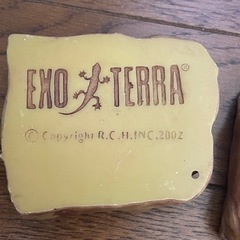 EXO TERRA®
© Copyright R.C.H.INC.2002